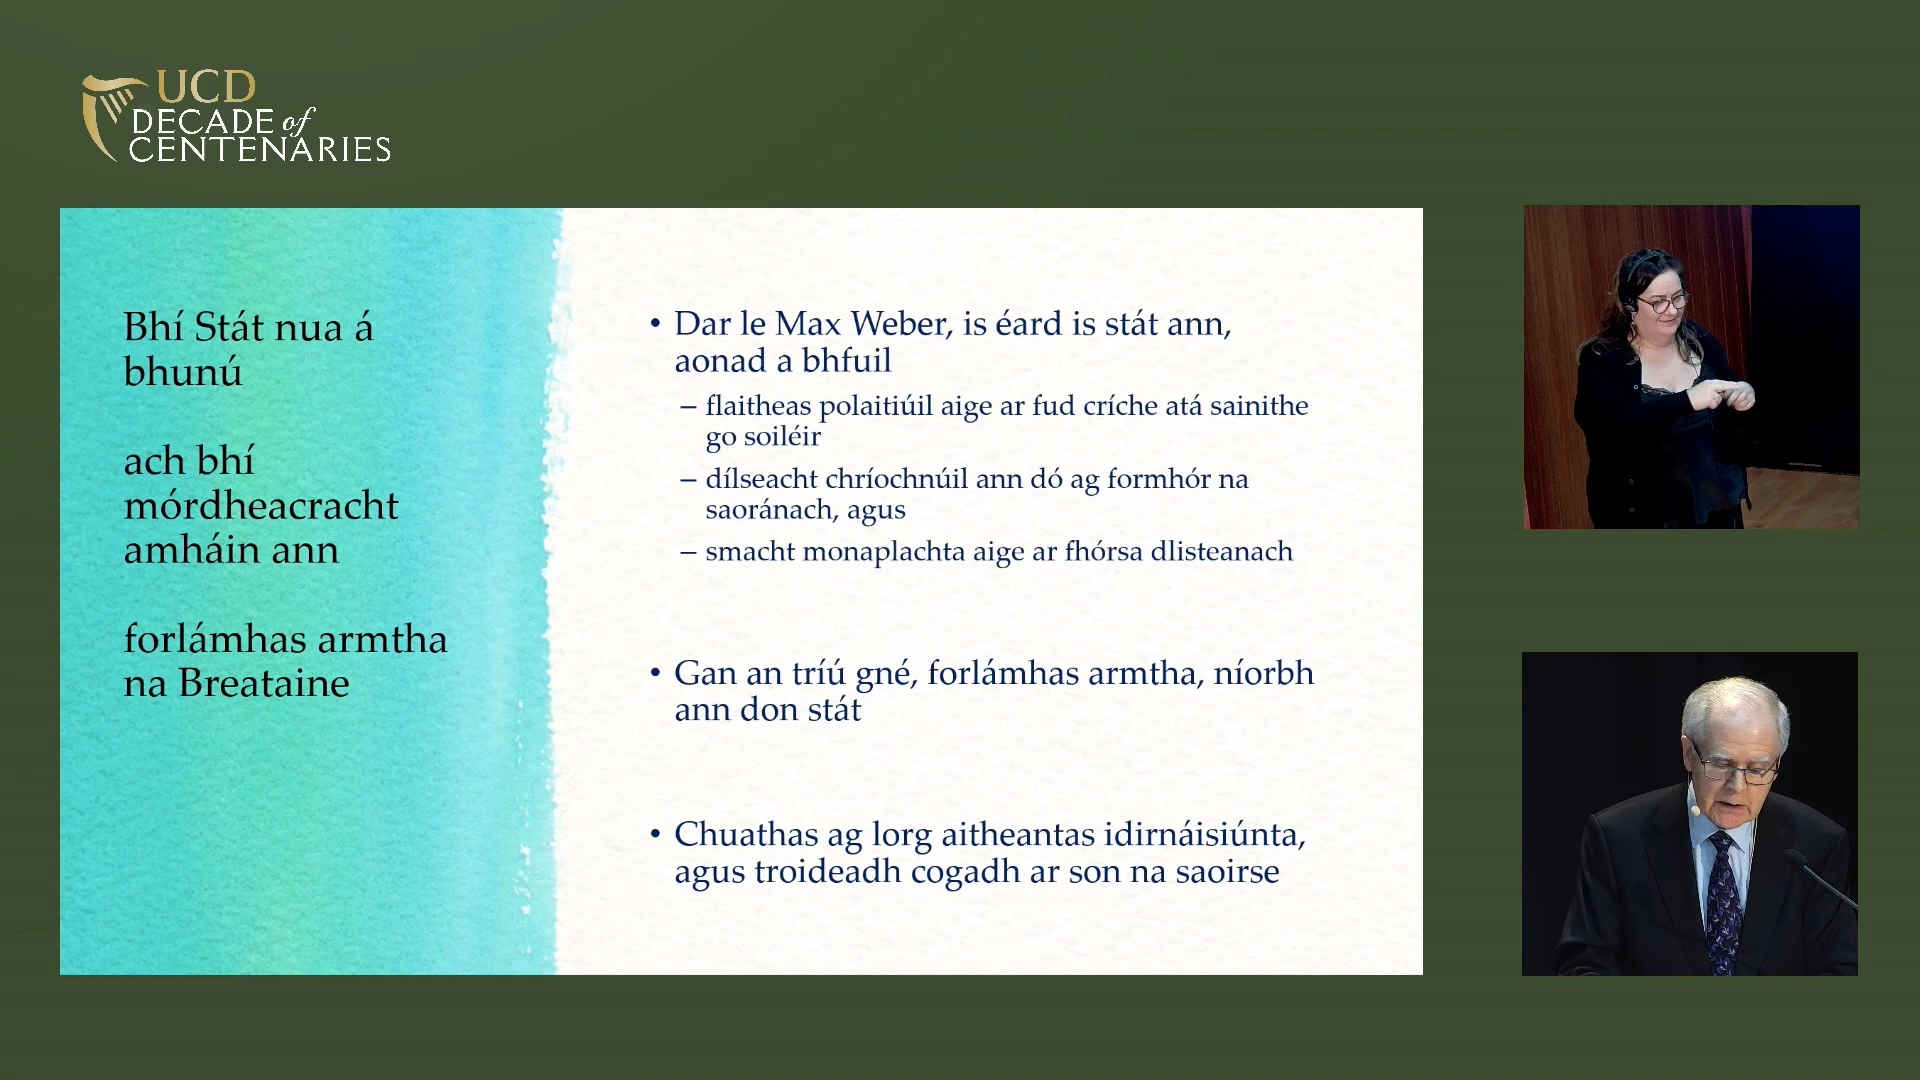 UCD
DECADE of
CENTENARIES
Bhí Stát nua á
bhunú
ach bhí
mórdheacracht
amháin ann
forlámhas armtha
na Breataine
• Dar le Max Weber, is éard is stát ann,
aonad a bhfuil
– flaitheas polaitiúil aige ar fud críche atá sainithe
go soiléir
– dílseacht chríochnúil ann dó ag formhór na
saoránach, agus
– smacht monaplachta aige ar fhórsa dlisteanach
• Gan an tríú gné, forlámhas armtha, níorbh
ann don stát
• Chuathas ag lorg aitheantas idirnáisiúnta,
agus troideadh cogadh ar son na saoirse